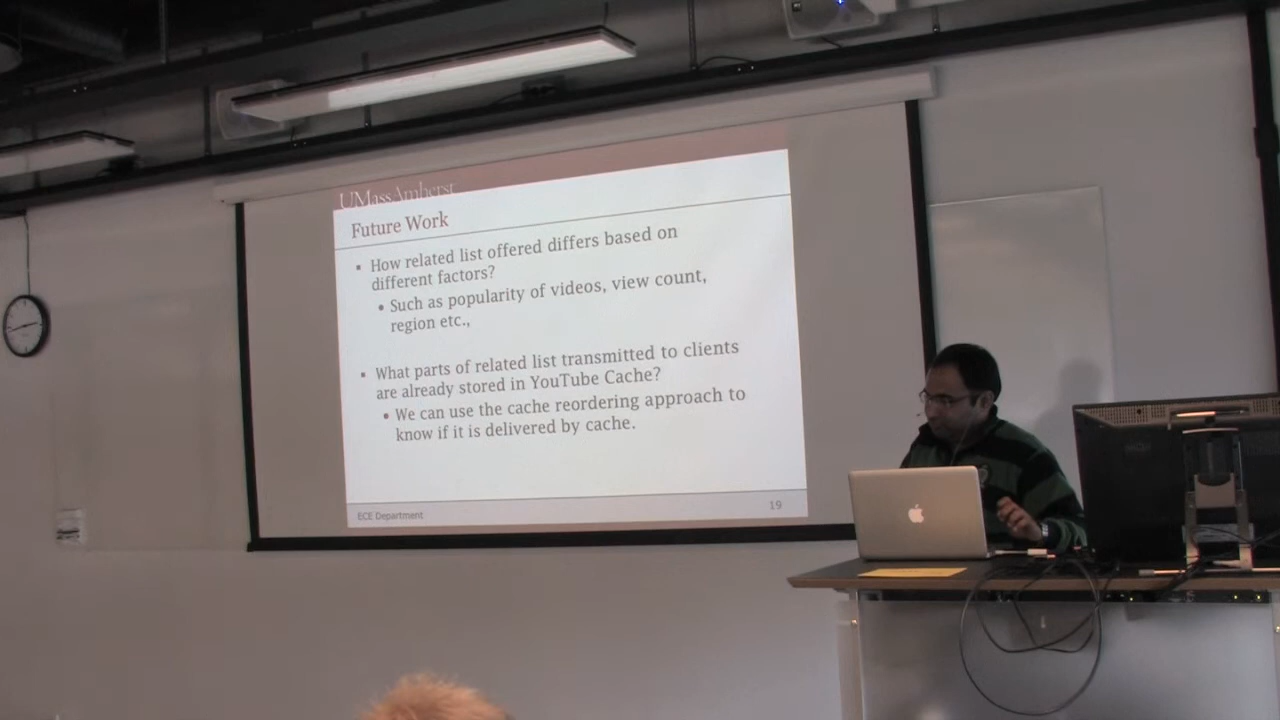 UMassAmherst
Future Work
▪ How related list offered differs based on
different factors?
• Such as popularity of videos, view count,
region etc.,
▪ What parts of related list transmitted to clients
are already stored in YouTube Cache?
• We can use the cache reordering approach to
know if it is delivered by cache.
ECE Department
19